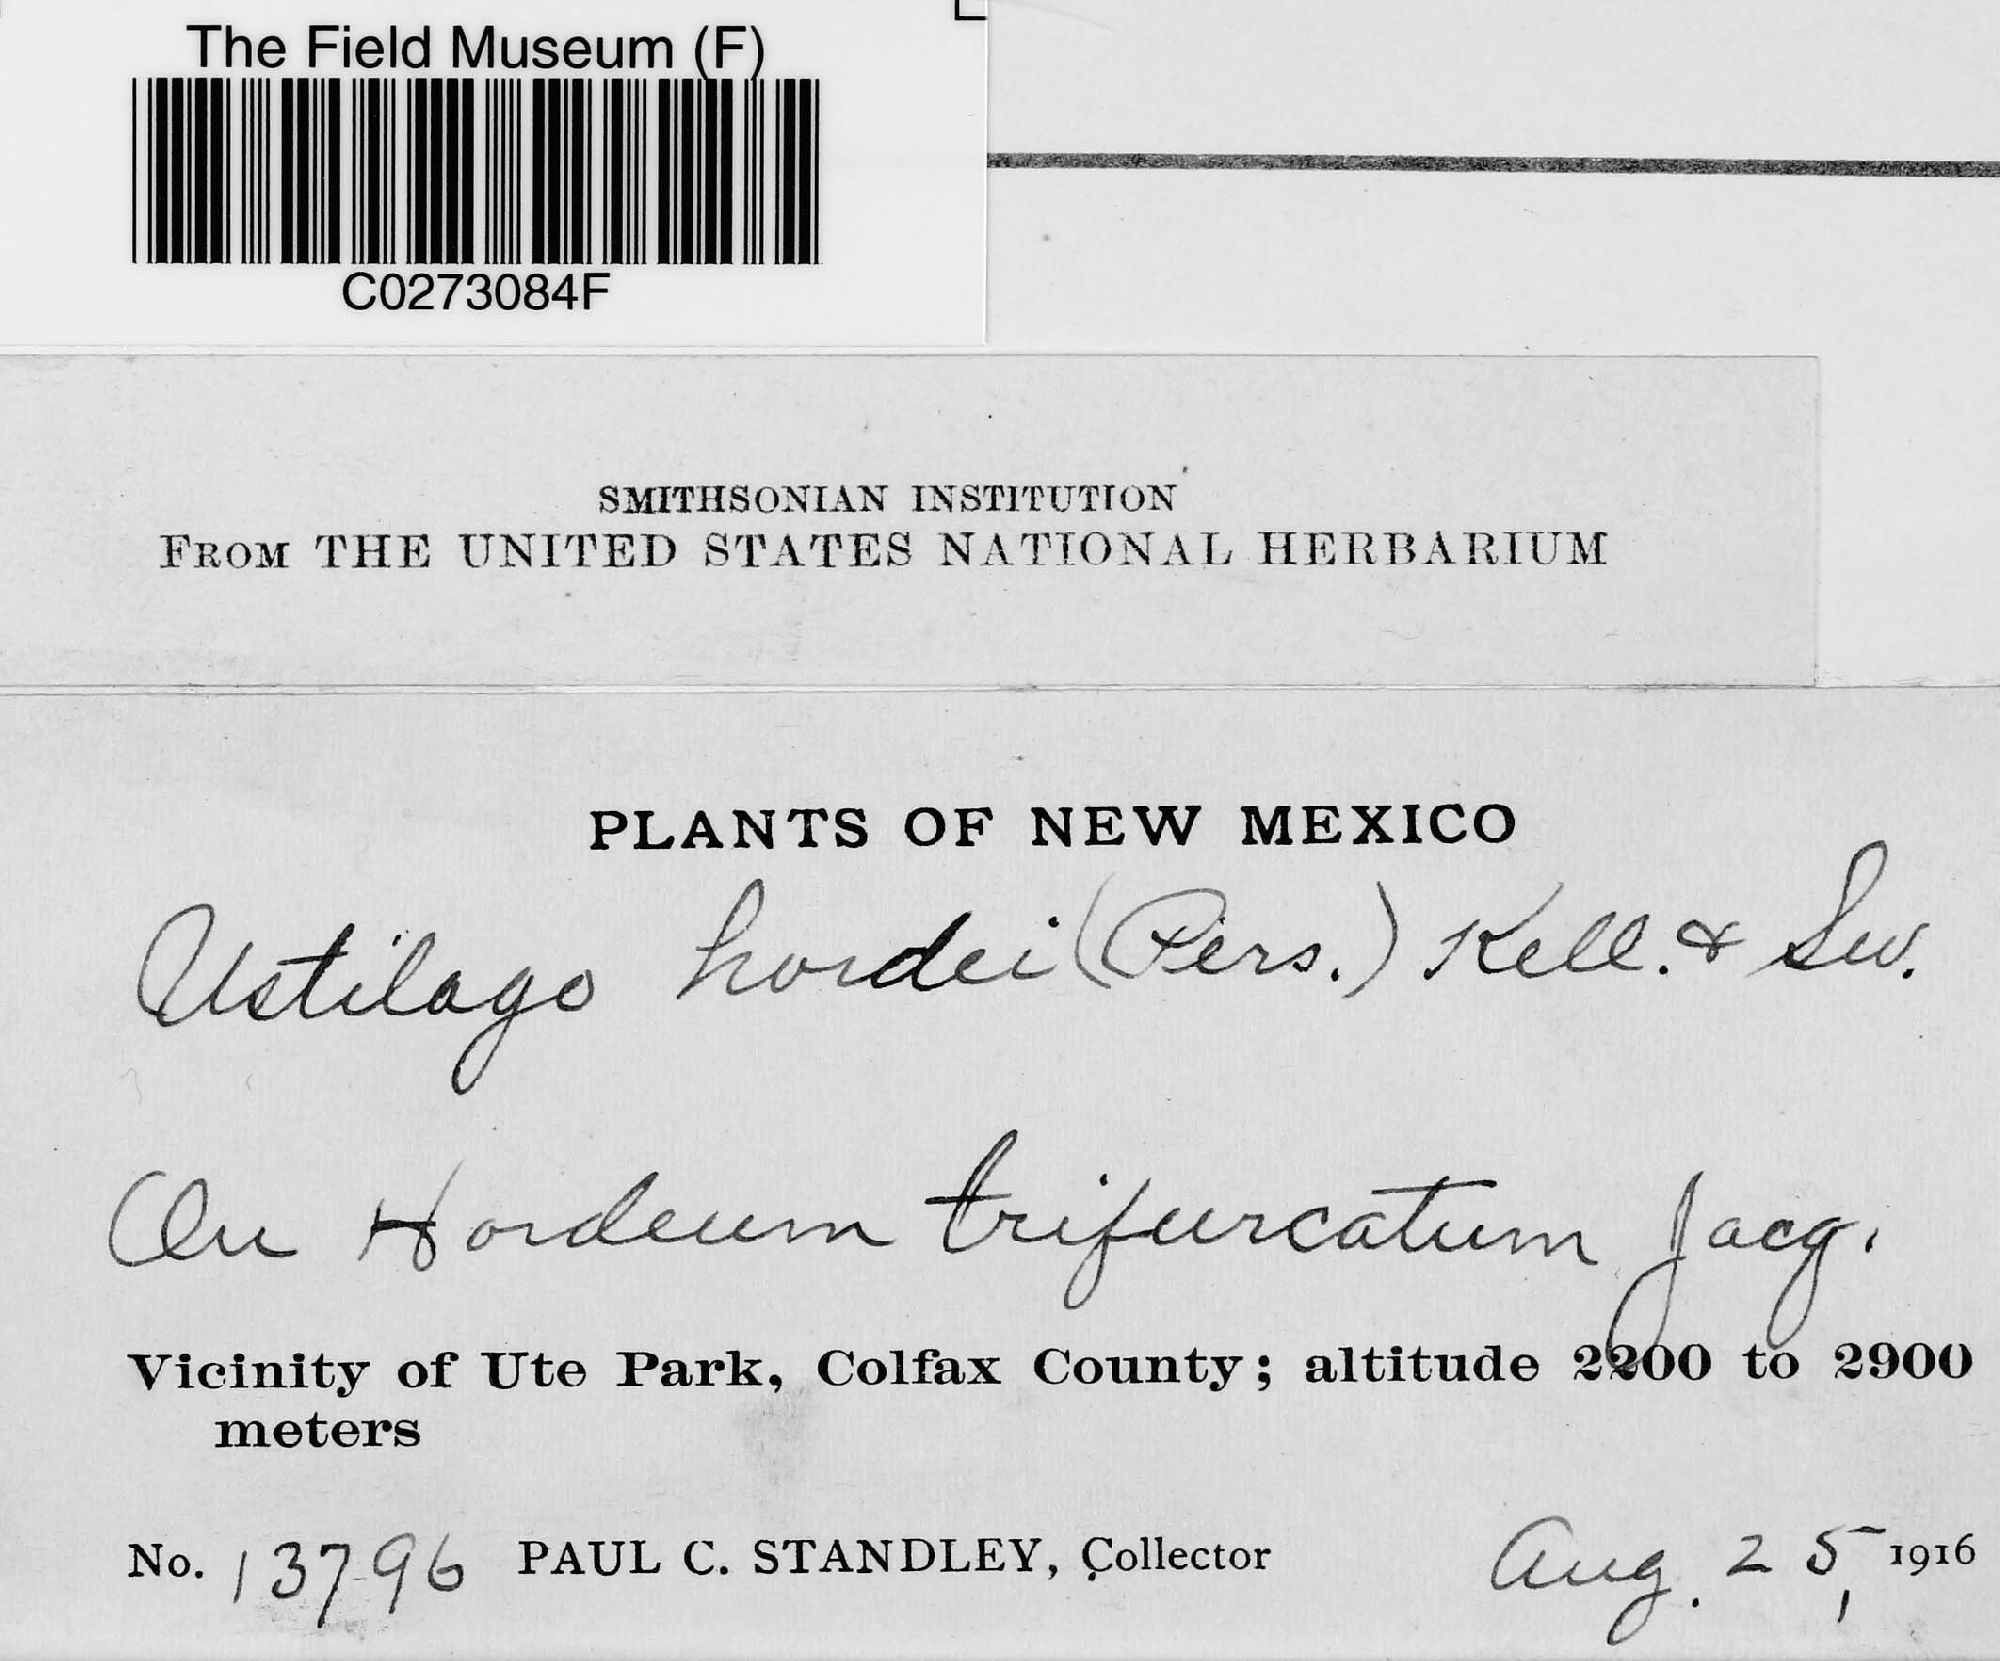 The Field Museum (F)
C0273084F
SMITHSONIAN INSTITUTION
FROM THE UNITED STATES NATIONAL HERBARIUM
PLANTS OF NEW MEXICO
Ustilago hordei (Pers.) Kell. & Sw.
On Hordeum trifurcatum Jacq.
Vicinity of Ute Park, Colfax County; altitude 2200 to 2900
meters
No. 13796 PAUL C. STANDLEY, Collector Aug. 25, 1916